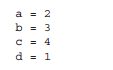 a = 2
b = 3
c = 4
d = 1